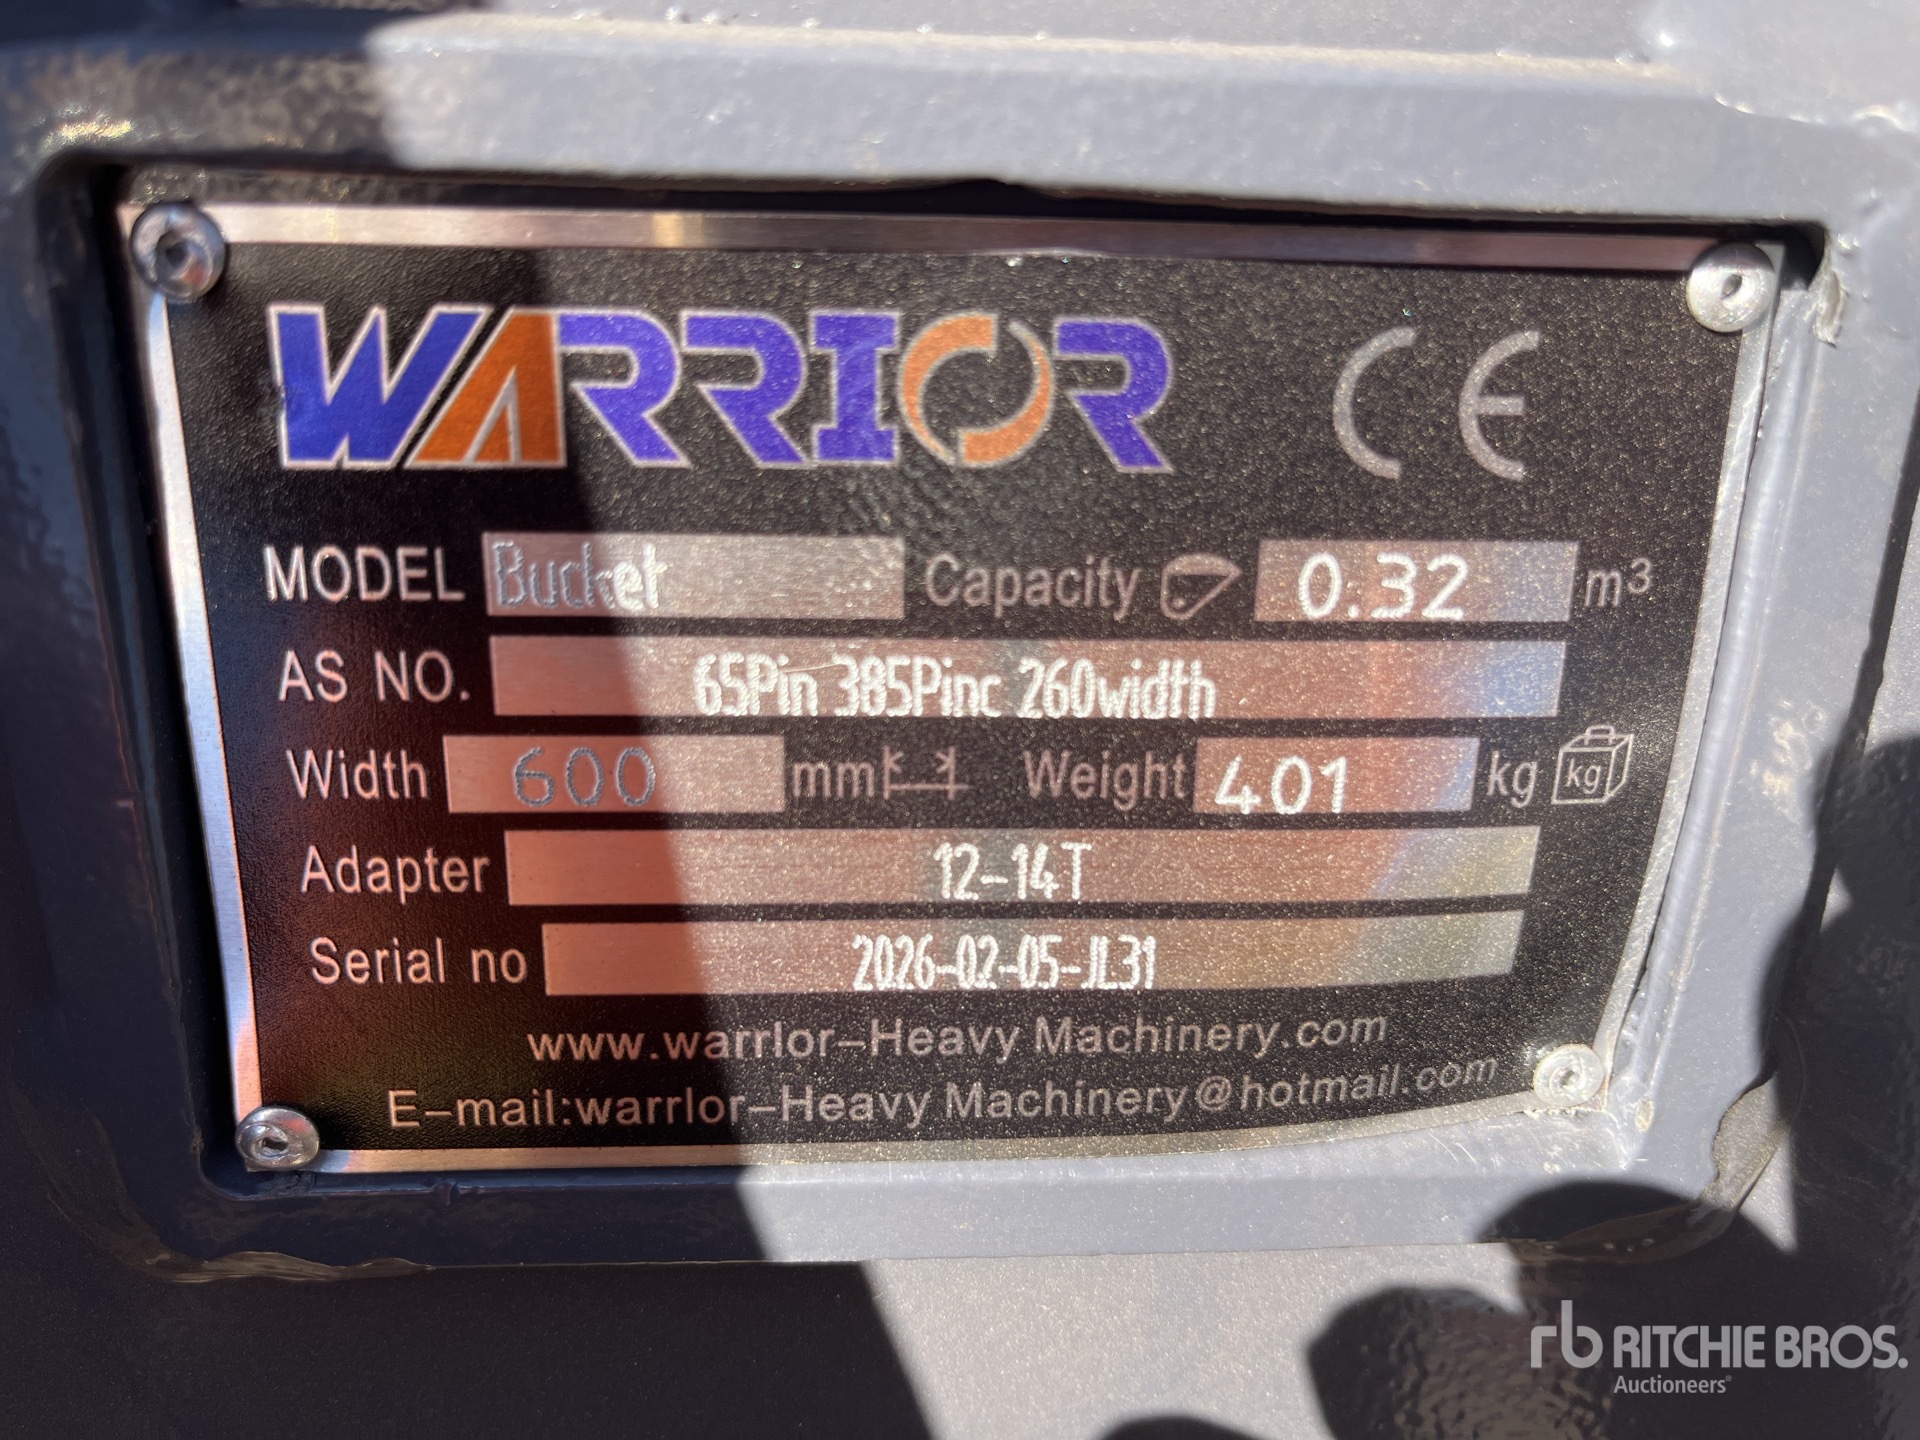 WARRIOR CE
MODEL Bucket Capacity 0.32 m³
AS NO. 65Pin 385Pinc 260width
Width 600 mm Weight 401 kg kg
Adapter 12-14T
Serial no 2026-02-05-JL31
www.warrlor-Heavy Machinery.com
E-mail:warrlor-Heavy Machinery@hotmail.com
rb RITCHIE BROS.
Auctioneers